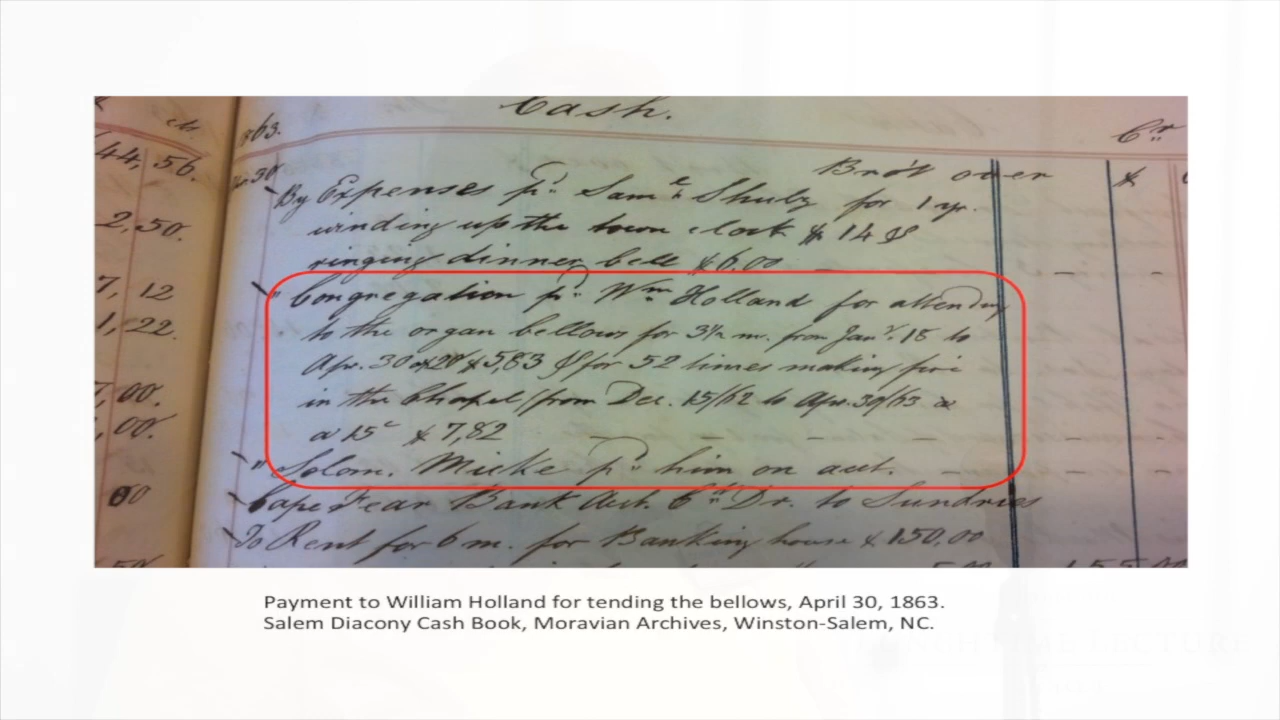 Cash.
1863. Cr
44, 56. Brot over $
By Expenses pd. Saml. Shulz for 1 yr.
2,50. winding up the town clock $ 14 &
ringing dinner bell $6.00
7, 12 " Congregation pd. Wm Holland for attending
1, 22. to the organ bellows for 3½ m. from Jany. 15 to
Apr. 30 a 20 $5,83 & for 52 times making fire
7,00. in the Chapel from Dec. 15/62 to Apr. 30/63 a
,00. a 15c $ 7,82
" Solom. Micke pd. him on acct.
00 Cape Fear Bank Acct. Dr. to Sundries
To Rent for 6 m. for Banking house $ 150,00
Payment to William Holland for tending the bellows, April 30, 1863.
Salem Diacony Cash Book, Moravian Archives, Winston-Salem, NC.